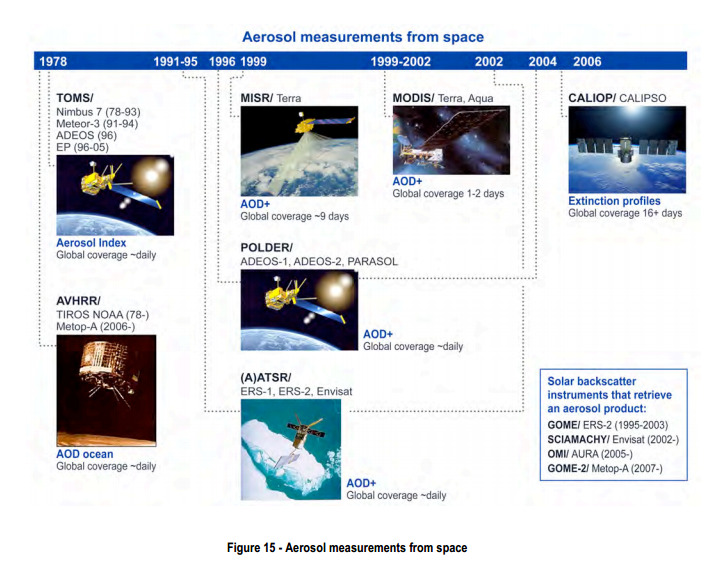 Aerosol measurements from space
1978 1991-95 1996 1999 1999-2002 2002 2004 2006
TOMS/
Nimbus 7 (78-93)
Meteor-3 (91-94)
ADEOS (96)
EP (96-05)
Aerosol Index
Global coverage ~daily
AVHRR/
TIROS NOAA (78-)
Metop-A (2006-)
AOD ocean
Global coverage ~daily
MISR/ Terra
AOD+
Global coverage ~9 days
POLDER/
ADEOS-1, ADEOS-2, PARASOL
AOD+
Global coverage ~daily
(A)ATSR/
ERS-1, ERS-2, Envisat
AOD+
Global coverage ~daily
MODIS/ Terra, Aqua
AOD+
Global coverage 1-2 days
CALIOP/ CALIPSO
Extinction profiles
Global coverage 16+ days
Solar backscatter
instruments that retrieve
an aerosol product:
GOME/ ERS-2 (1995-2003)
SCIAMACHY/ Envisat (2002-)
OMI/ AURA (2005-)
GOME-2/ Metop-A (2007-)
Figure 15 - Aerosol measurements from space